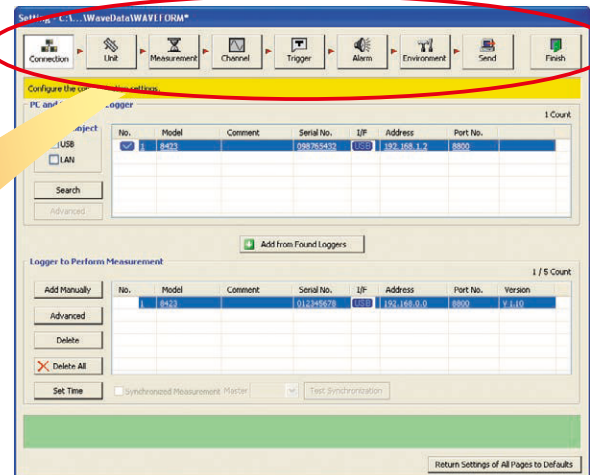 Setting - C:\...\WaveData\WAVEFORM*
Connection Unit Measurement Channel Trigger Alarm Environment Send Finish
Configure the settings.
PC and Logger
1 Count
USB
LAN
Search
Advanced
No. Model Comment Serial No. I/F Address Port No.
1 8423 098765432 USB 192.168.1.2 8800
Add from Found Loggers
Logger to Perform Measurement
1 / 5 Count
Add Manually
Advanced
Delete
Delete All
Set Time
No. Model Comment Serial No. I/F Address Port No. Version
1 8423 012345678 USB 192.168.0.0 8800 V 1.10
Synchronized Measurement Master Test Synchronization
Return Settings of All Pages to Defaults